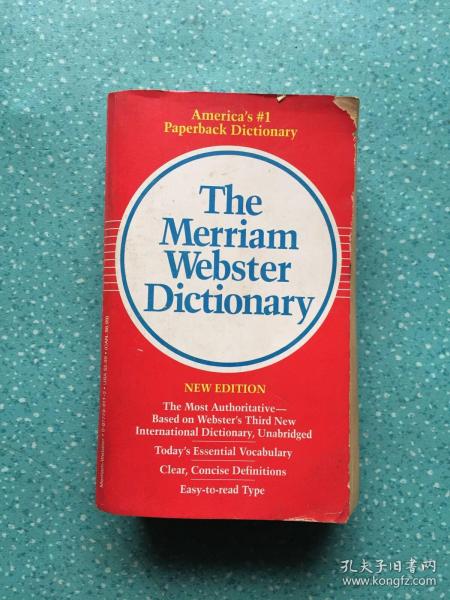 America's #1
Paperback Dictionary
The
Merriam
Webster
Dictionary
NEW EDITION
The Most Authoritative—
Based on Webster's Third New
International Dictionary, Unabridged
Today's Essential Vocabulary
Clear, Concise Definitions
Easy-to-read Type
孔夫子旧书网
www.kongfz.com